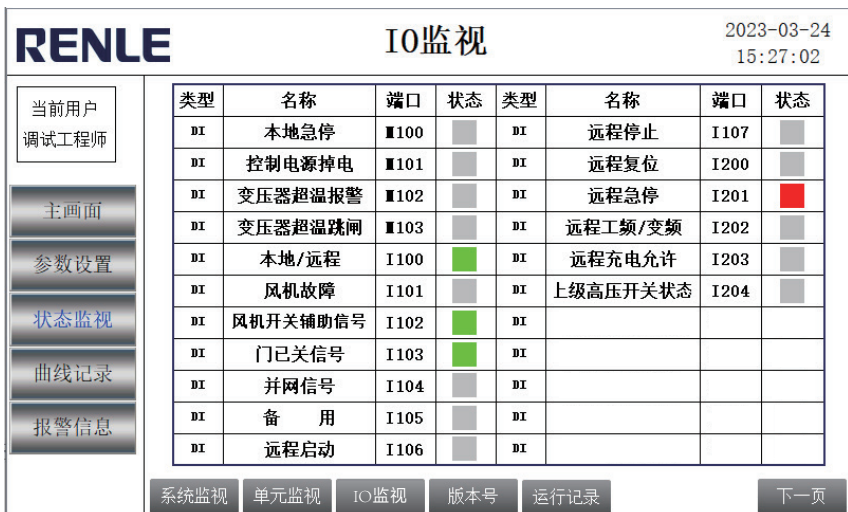 RENLE
IO监视
2023-03-24
15:27:02
当前用户
调试工程师
主画面
参数设置
状态监视
曲线记录
报警信息
类型 名称 端口 状态 类型 名称 端口 状态
DI 本地急停 M100 DI 远程停止 I107
DI 控制电源掉电 M101 DI 远程复位 I200
DI 变压器超温报警 M102 DI 远程急停 I201
DI 变压器超温跳闸 M103 DI 远程工频/变频 I202
DI 本地/远程 I100 DI 远程充电允许 I203
DI 风机故障 I101 DI 上级高压开关状态 I204
DI 风机开关辅助信号 I102 DI
DI 门已关信号 I103 DI
DI 并网信号 I104 DI
DI 备 用 I105 DI
DI 远程启动 I106 DI
系统监视 单元监视 IO监视 版本号 运行记录 下一页